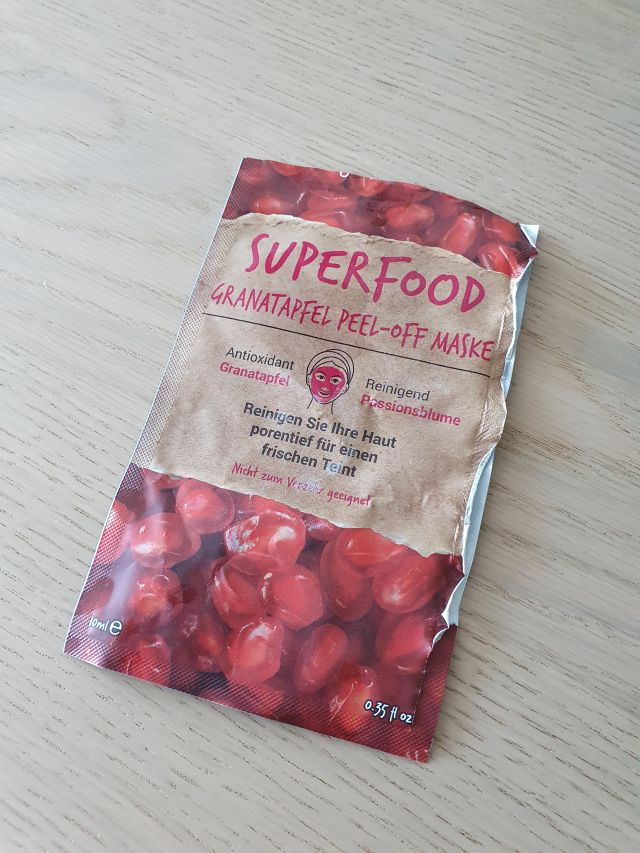 SUPERFOOD
GRANATAPFEL PEEL-OFF MASKE
Antioxidant
Granatapfel
Reinigend
Passionsblume
Reinigen Sie Ihre Haut
porentief für einen
frischen Teint
Nicht zum Verzehr geeignet
10ml e
0.35 fl oz